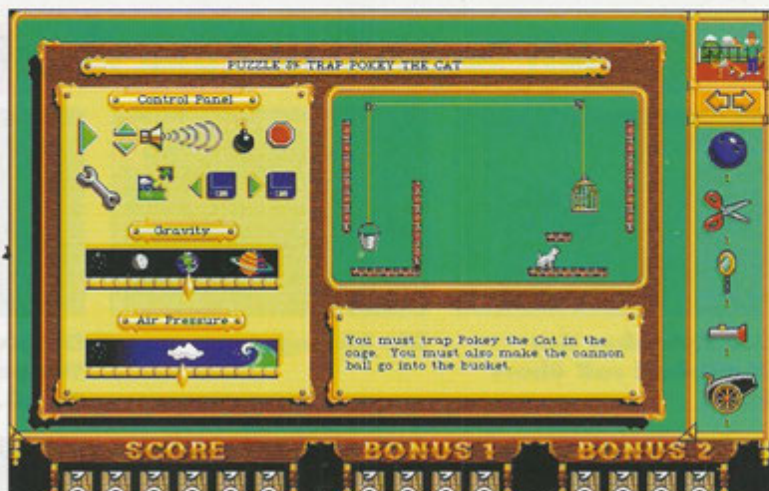 PUZZLE TRAP POKEY THE CAT
Control Panel
Gravity
Air Pressure
You must trap Pokey the Cat in the
cage. You must also make the cannon
ball go into the bucket.
SCORE
BONUS 1
BONUS 2